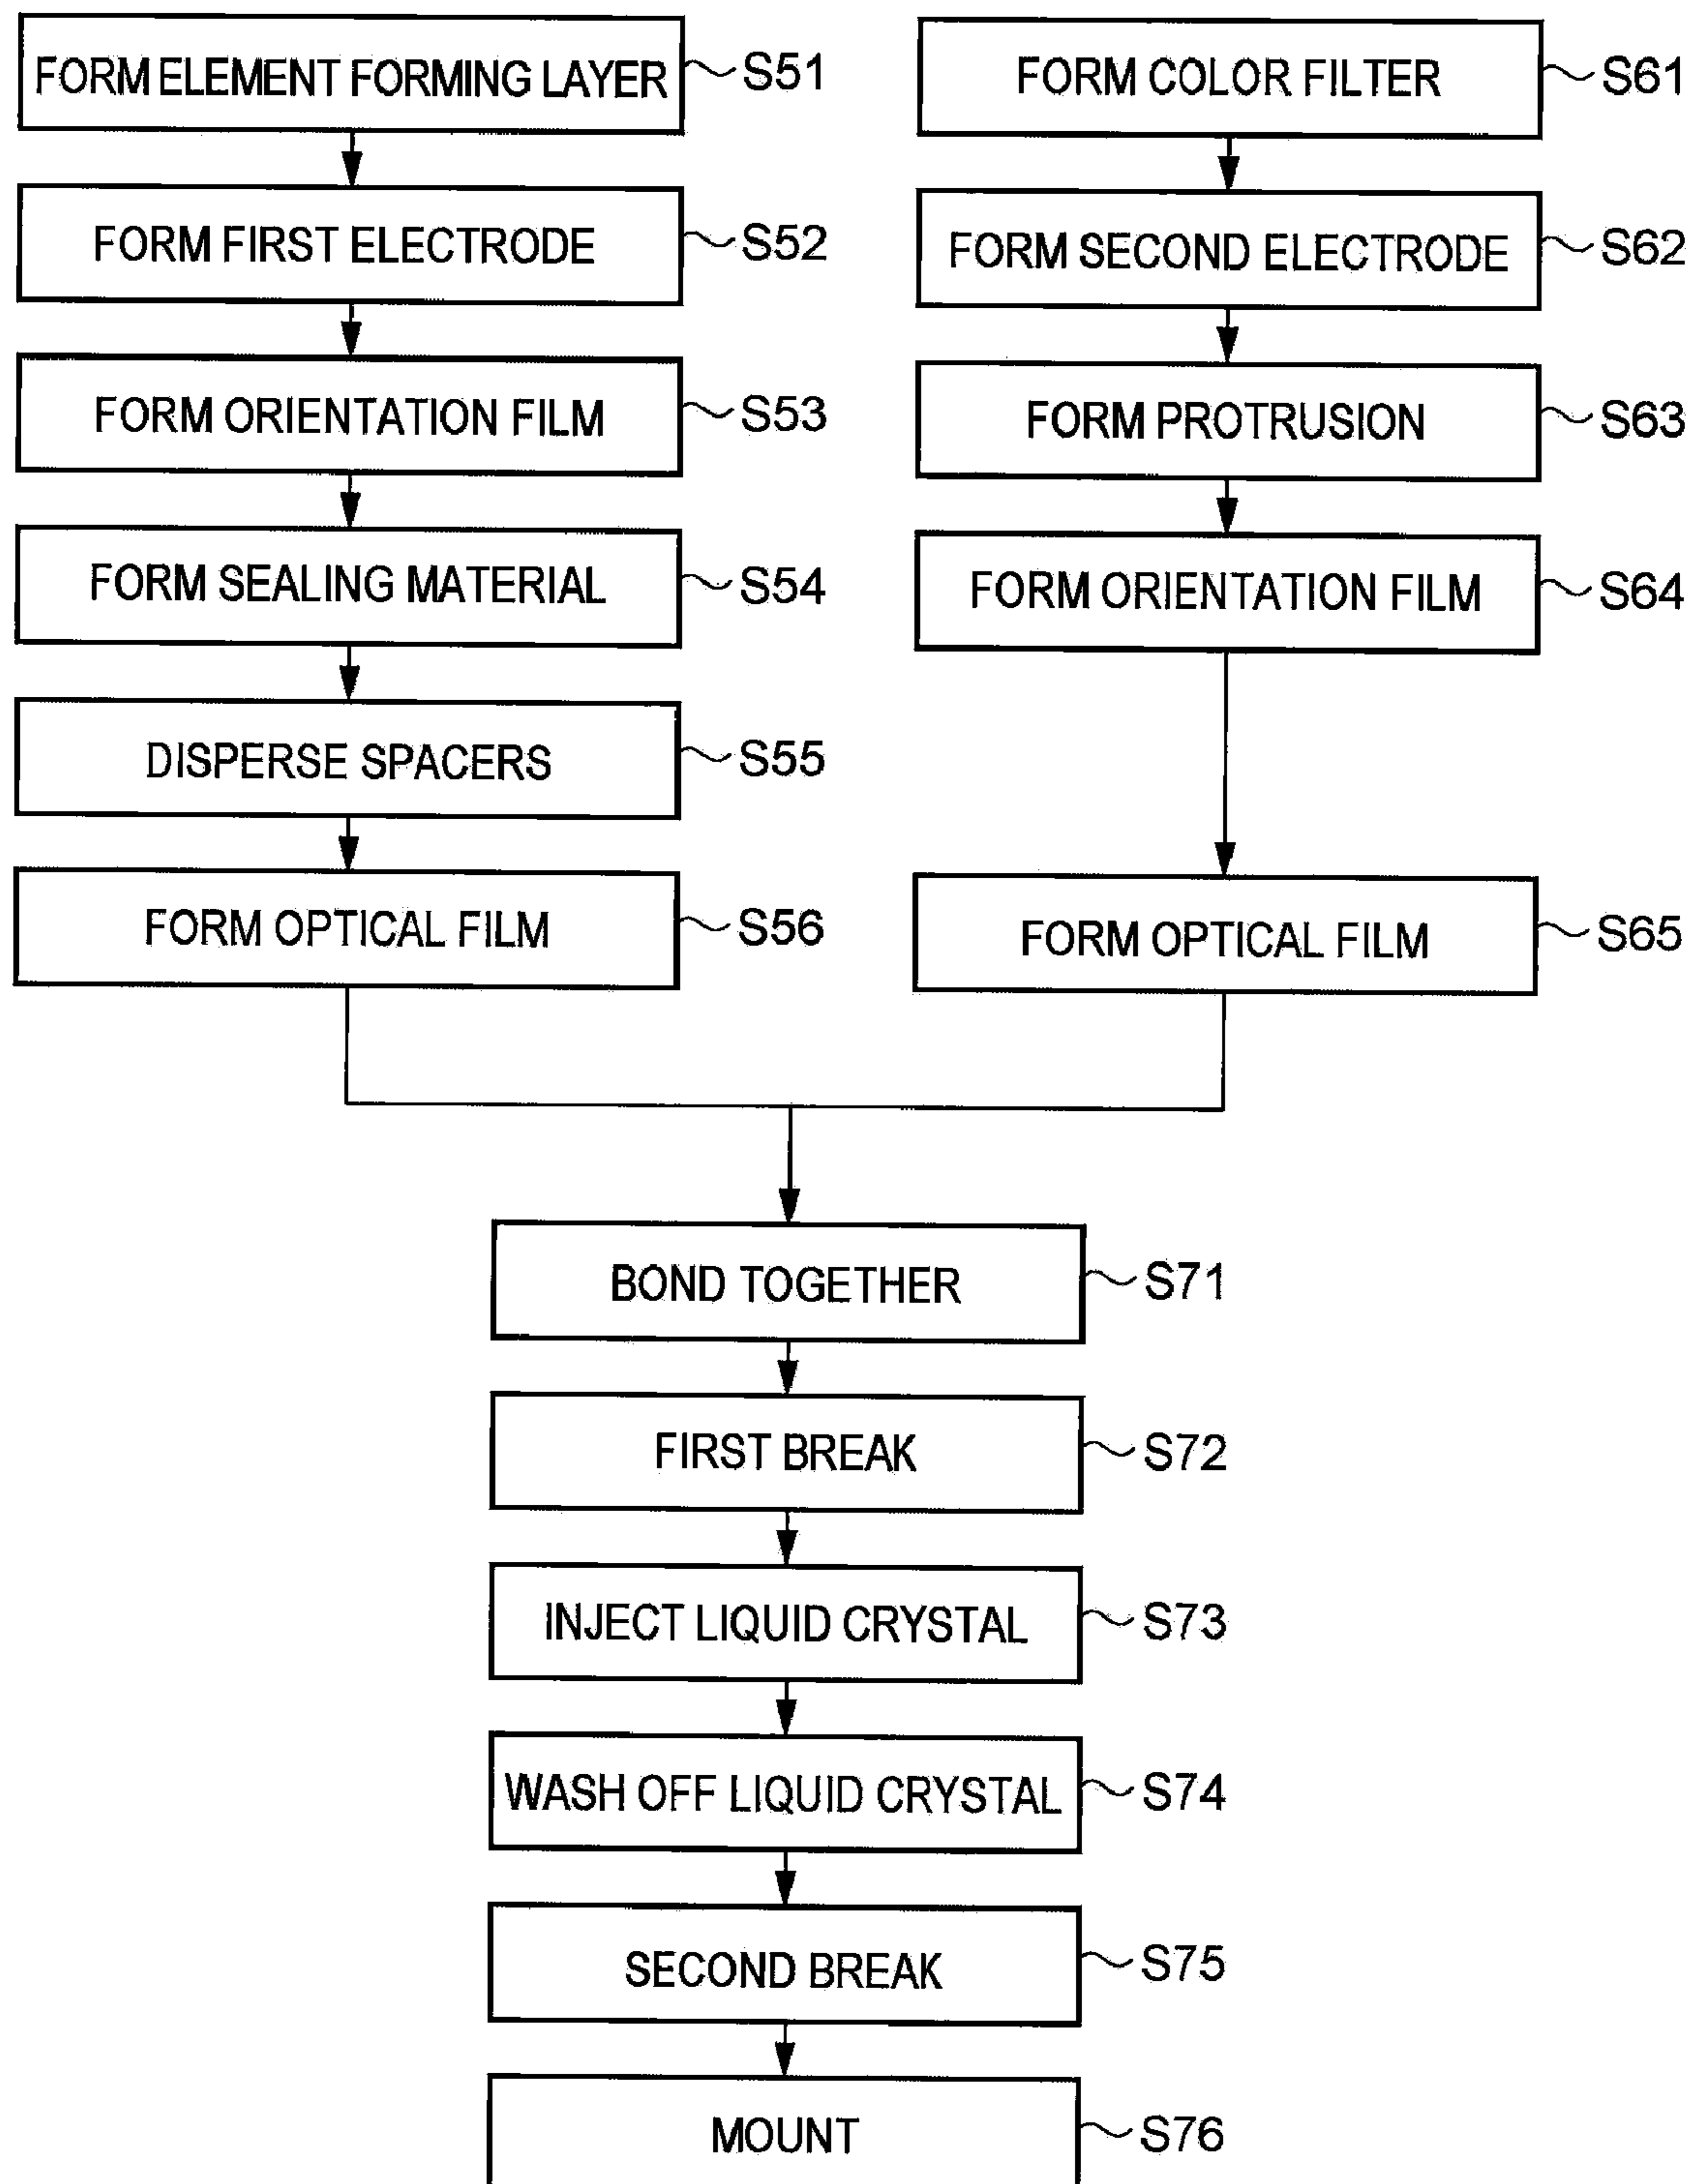 FORM ELEMENT FORMING LAYER
S51
FORM FIRST ELECTRODE
S52
FORM ORIENTATION FILM
S53
FORM SEALING MATERIAL
S54
DISPERSE SPACERS
S55
FORM OPTICAL FILM
S56
FORM COLOR FILTER
S61
FORM SECOND ELECTRODE
S62
FORM PROTRUSION
S63
FORM ORIENTATION FILM
S64
FORM OPTICAL FILM
S65
BOND TOGETHER
S71
FIRST BREAK
S72
INJECT LIQUID CRYSTAL
S73
WASH OFF LIQUID CRYSTAL
S74
SECOND BREAK
S75
MOUNT
S76